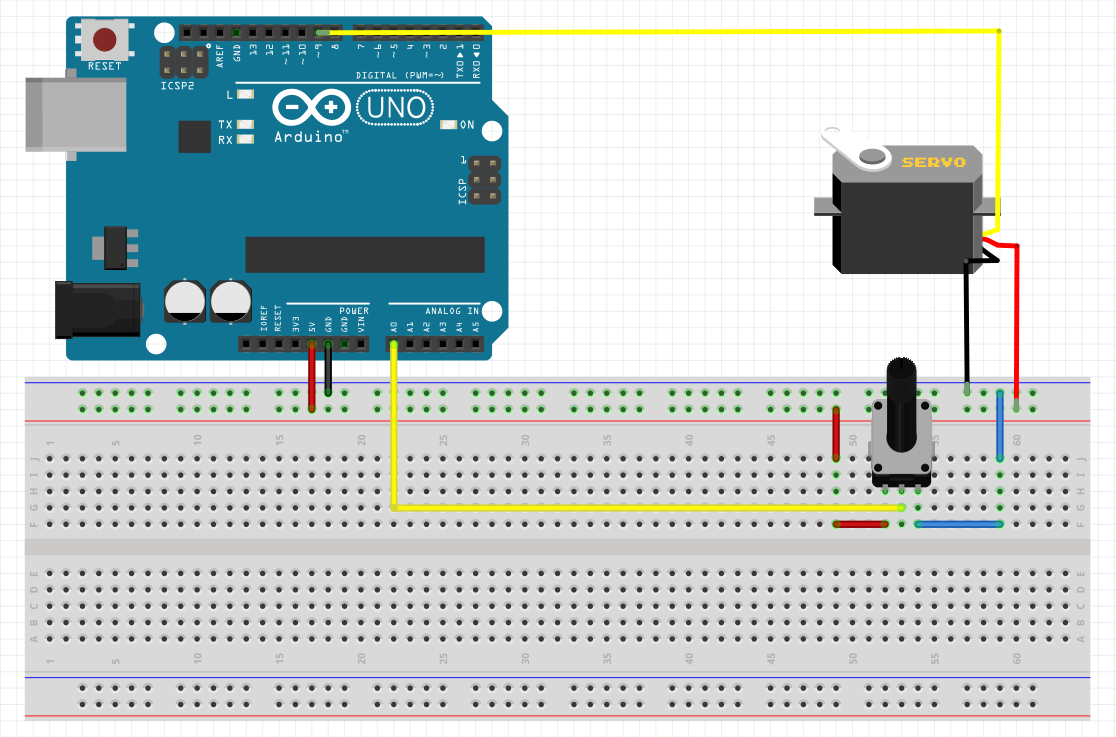 RESET
ICSP2
AREF
GND
13
12
~11
~10
~9
8
7
~6
~5
4
~3
2
TXD▶1
RXD◀0
DIGITAL (PWM=~)
L
TX
RX
UNO
Arduino™
ON
1
ICSP
SERVO
POWER
ANALOG IN
IOREF
RESET
3V3
5V
GND
GND
VIN
A0
A1
A2
A3
A4
A5
1 5 10 15 20 25 30 35 40 45 50 55 60
J J
I I
H H
G G
F F
E E
D D
C C
B B
A A
1 5 10 15 20 25 30 35 40 45 50 55 60